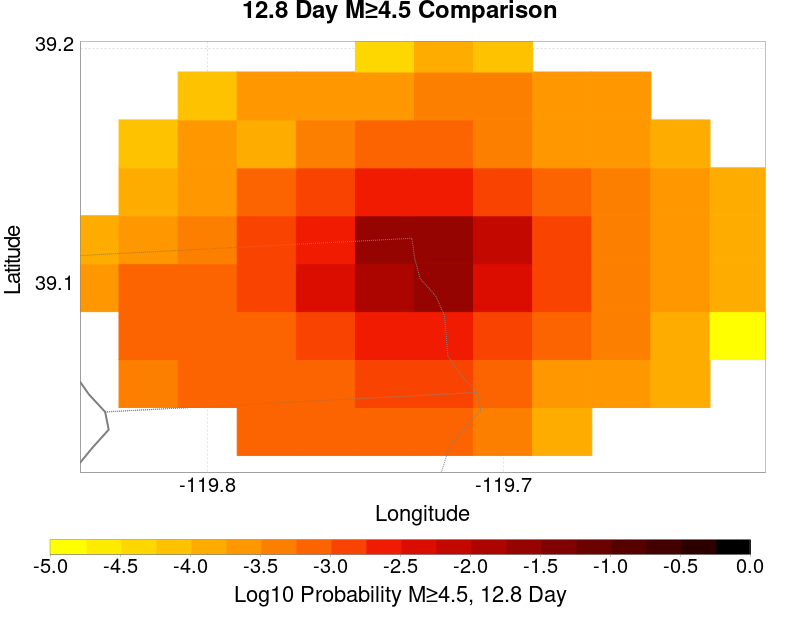 12.8 Day M≥4.5 Comparison
39.2
39.1
Latitude
-119.8 -119.7
Longitude
-5.0 -4.5 -4.0 -3.5 -3.0 -2.5 -2.0 -1.5 -1.0 -0.5 0.0
Log10 Probability M≥4.5, 12.8 Day